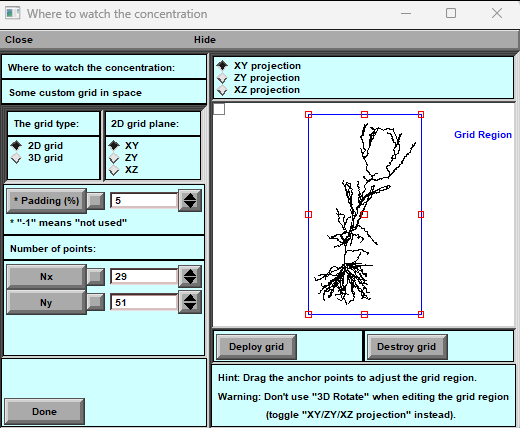 Where to watch the concentration
Close
Hide
Where to watch the concentration:
Some custom grid in space
The grid type:
2D grid
3D grid
2D grid plane:
XY
ZY
XZ
* Padding (%)
5
* "-1" means "not used"
Number of points:
Nx
29
Ny
51
Done
XY projection
ZY projection
XZ projection
Grid Region
Deploy grid
Destroy grid
Hint: Drag the anchor points to adjust the grid region.
Warning: Don't use "3D Rotate" when editing the grid region
(toggle "XY/ZY/XZ projection" instead).